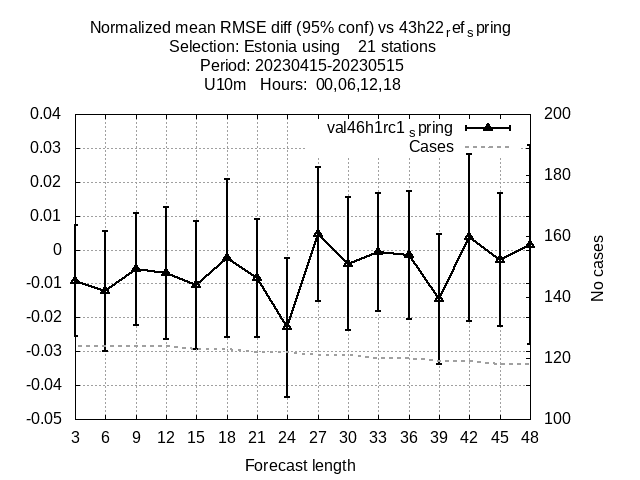 Normalized mean RMSE diff (95% conf) vs 43h22refspring
Selection: Estonia using 21 stations
Period: 20230415-20230515
U10m Hours: 00,06,12,18
val46h1rc1spring
Cases
0.04
0.03
0.02
0.01
0
-0.01
-0.02
-0.03
-0.04
-0.05
200
180
160
140
120
100
No cases
3 6 9 12 15 18 21 24 27 30 33 36 39 42 45 48
Forecast length